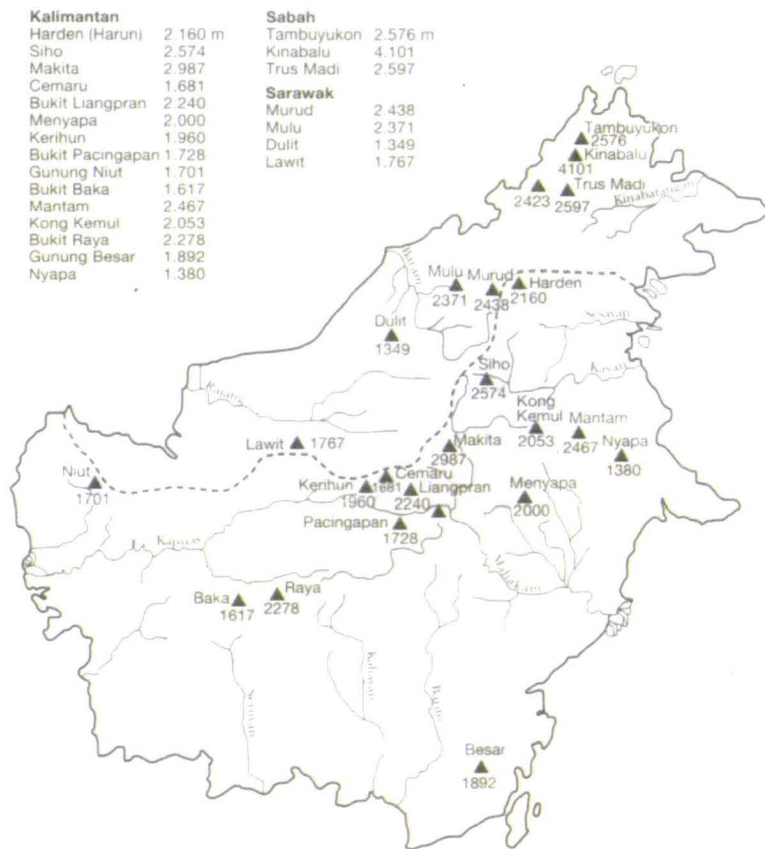 Kalimantan
Harden (Harun) 2.160 m
Siho 2.574
Makita 2.987
Cemaru 1.681
Bukit Liangpran 2.240
Menyapa 2.000
Kerihun 1.960
Bukit Pacingapan 1.728
Gunung Niut 1.701
Bukit Baka 1.617
Mantam 2.467
Kong Kemul 2.053
Bukit Raya 2.278
Gunung Besar 1.892
Nyapa 1.380
Sabah
Tambuyukon 2.576 m
Kinabalu 4.101
Trus Madi 2.597
Sarawak
Murud 2.438
Mulu 2.371
Dulit 1.349
Lawit 1.767
Tambuyukon
2576
Kinabalu
4101
Trus Madi
2423
2597
Kinabatangan
Baram
Mulu
2371
Murud
2438
Harden
2160
Sesayap
Dulit
1349
Siho
2574
Kayan
Rajang
Kong
Kemul
2053
Mantam
2467
Nyapa
1380
Lawit 1767
Makita
2987
Niut
1701
Cemaru
1681
Kerihun
1960
Liangpran
2240
Menyapa
2000
Pacingapan
1728
Kapuas
Mahakam
Baka
1617
Raya
2278
Kahayan
Barito
Besar
1892